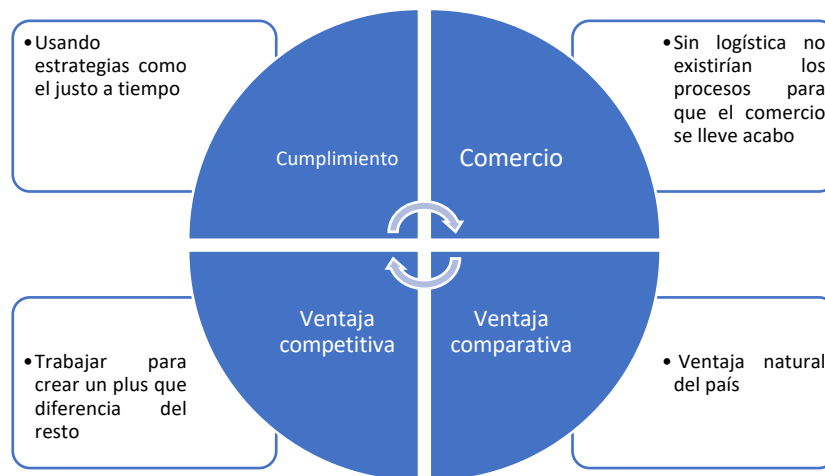 •Usando
estrategias como
el justo a tiempo
Cumplimiento
Comercio
•Sin logística no
existirían los
procesos para
que el comercio
se lleve acabo
•Trabajar para
crear un plus que
diferencia del
resto
Ventaja
competitiva
Ventaja
comparativa
• Ventaja natural
del país